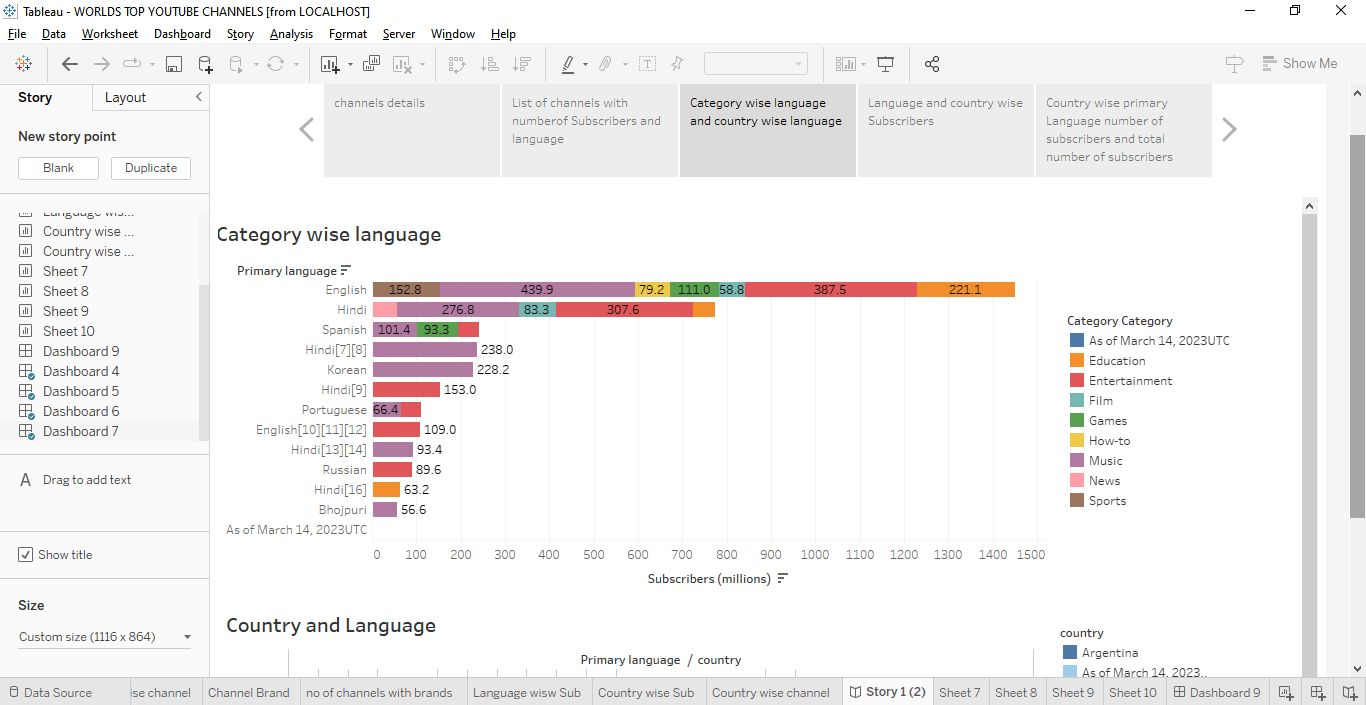 Tableau - WORLDS TOP YOUTUBE CHANNELS [from LOCALHOST]
File Data Worksheet Dashboard Story Analysis Format Server Window Help
Show Me
Story Layout
New story point
Blank Duplicate
Country wise ...
Country wise ...
Sheet 7
Sheet 8
Sheet 9
Sheet 10
Dashboard 9
Dashboard 4
Dashboard 5
Dashboard 6
Dashboard 7
A Drag to add text
Show title
Size
Custom size (1116 x 864)
channels details
List of channels with
numberof Subscribers and
language
Category wise language
and country wise language
Language and country wise
Subscribers
Country wise primary
Language number of
subscribers and total
number of subscribers
Category wise language
Primary language
English 152.8 439.9 79.2 111.0 58.8 387.5 221.1
Hindi 276.8 83.3 307.6
Spanish 101.4 93.3
Hindi[7][8] 238.0
Korean 228.2
Hindi[9] 153.0
Portuguese 66.4
English[10][11][12] 109.0
Hindi[13][14] 93.4
Russian 89.6
Hindi[16] 63.2
Bhojpuri 56.6
As of March 14, 2023UTC
0 100 200 300 400 500 600 700 800 900 1000 1100 1200 1300 1400 1500
Subscribers (millions)
Category Category
As of March 14, 2023UTC
Education
Entertainment
Film
Games
How-to
Music
News
Sports
Country and Language
Primary language / country
country
Argentina
As of March 14, 2023..
Data Source ise channel Channel Brand no of channels with brands Language wisw Sub Country wise Sub Country wise channel Story 1 (2) Sheet 7 Sheet 8 Sheet 9 Sheet 10 Dashboard 9